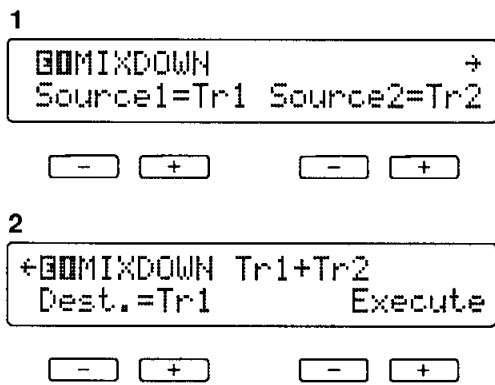 1
MIXDOWN →
Source1=Tr1 Source2=Tr2
- + - +
2
←MIXDOWN Tr1+Tr2
Dest.=Tr1 Execute
- + - +